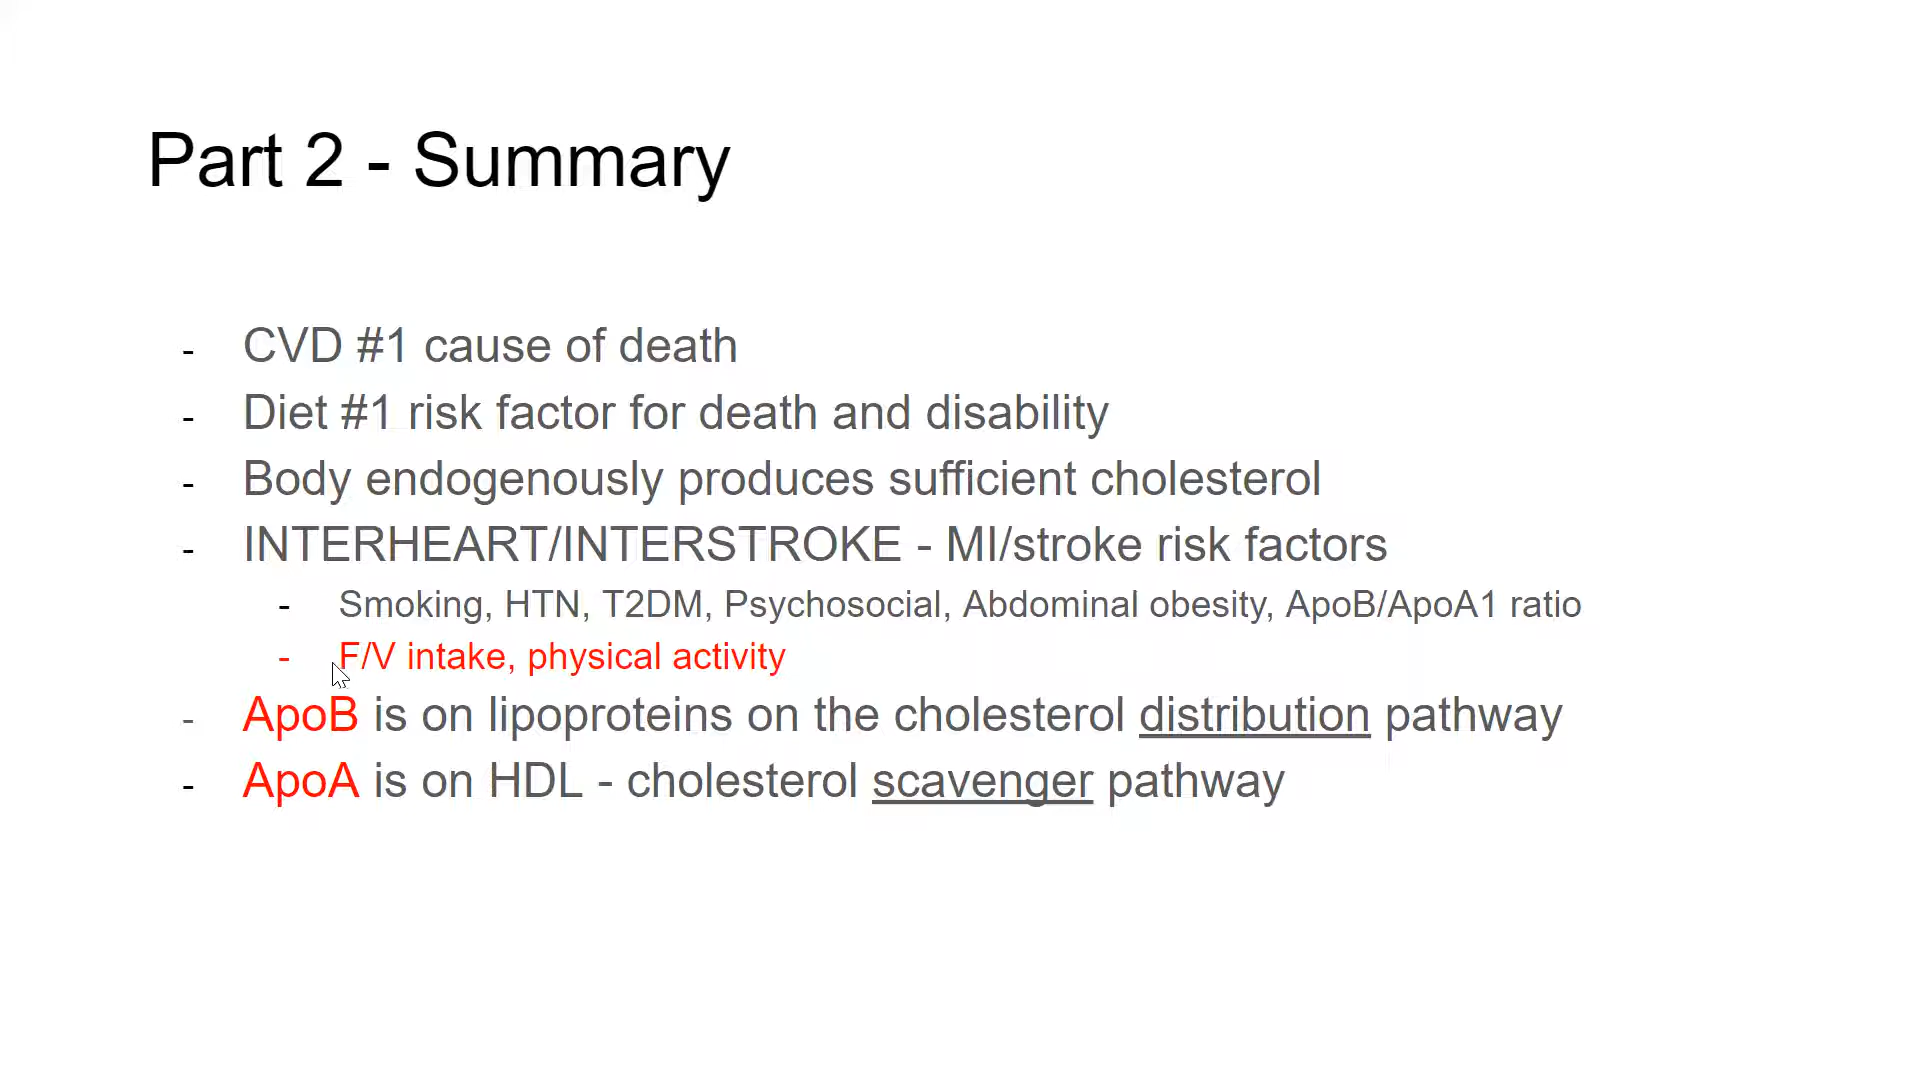 Part 2 - Summary
- CVD #1 cause of death
- Diet #1 risk factor for death and disability
- Body endogenously produces sufficient cholesterol
- INTERHEART/INTERSTROKE - MI/stroke risk factors
- Smoking, HTN, T2DM, Psychosocial, Abdominal obesity, ApoB/ApoA1 ratio
- F/V intake, physical activity
- ApoB is on lipoproteins on the cholesterol distribution pathway
- ApoA is on HDL - cholesterol scavenger pathway